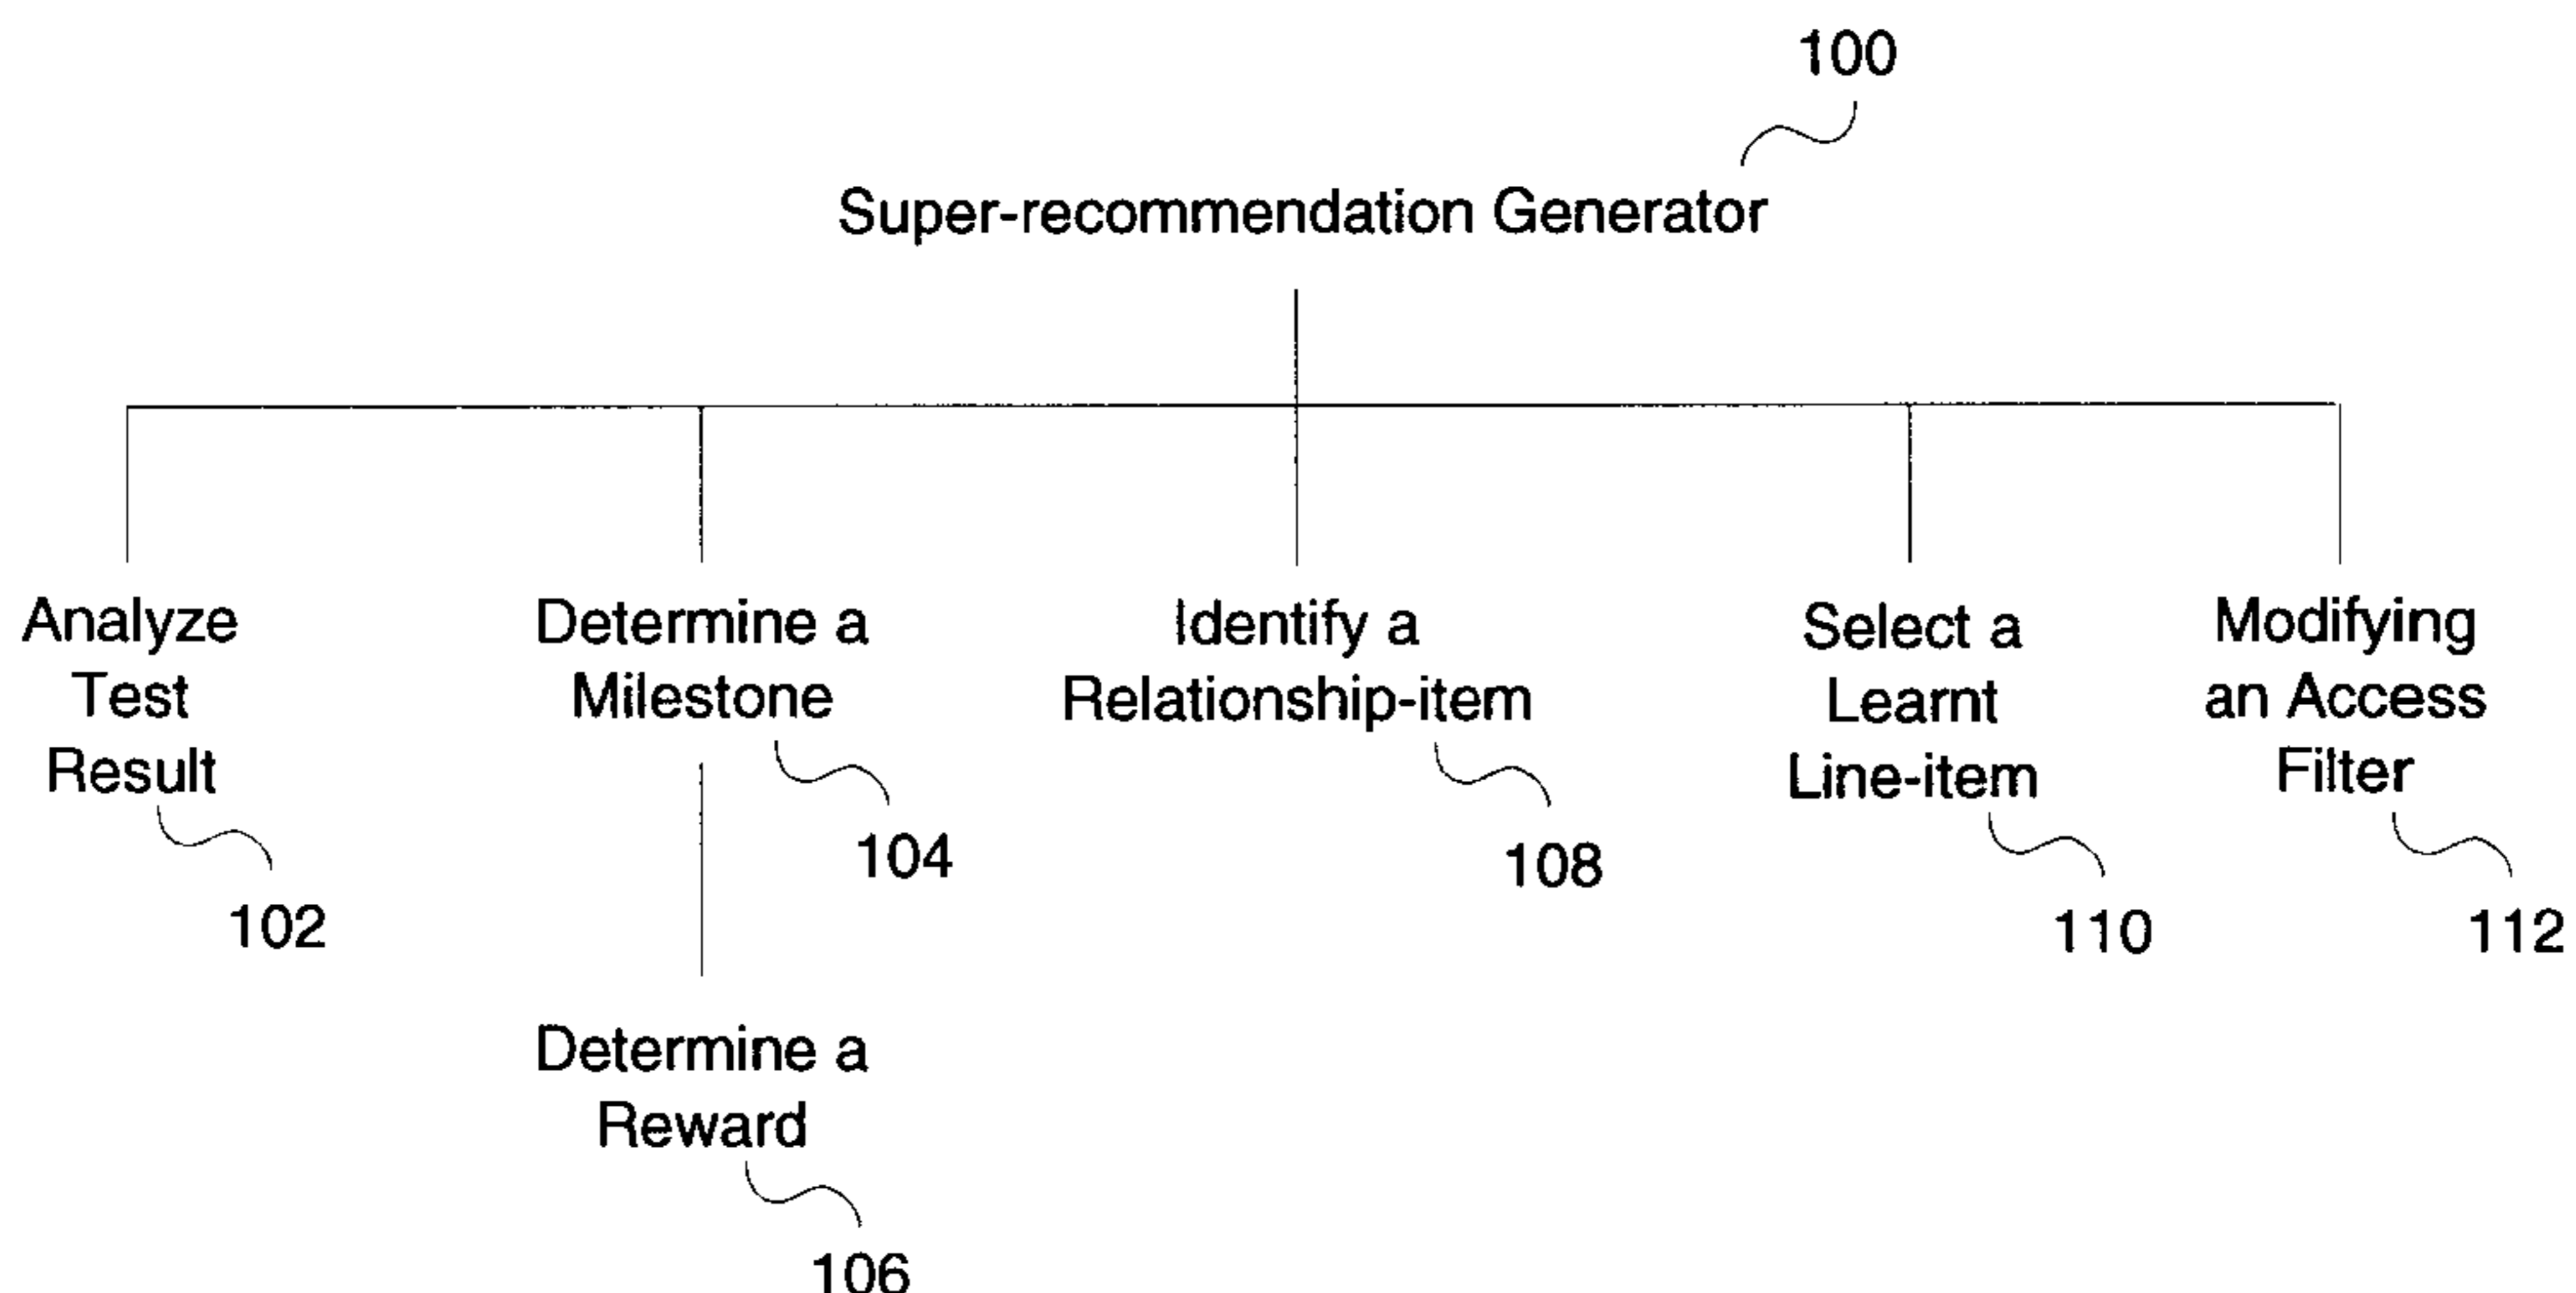 100
Super-recommendation Generator
Analyze
Test
Result
102
Determine a
Milestone
104
Determine a
Reward
106
Identify a
Relationship-item
108
Select a
Learnt
Line-item
110
Modifying
an Access
Filter
112